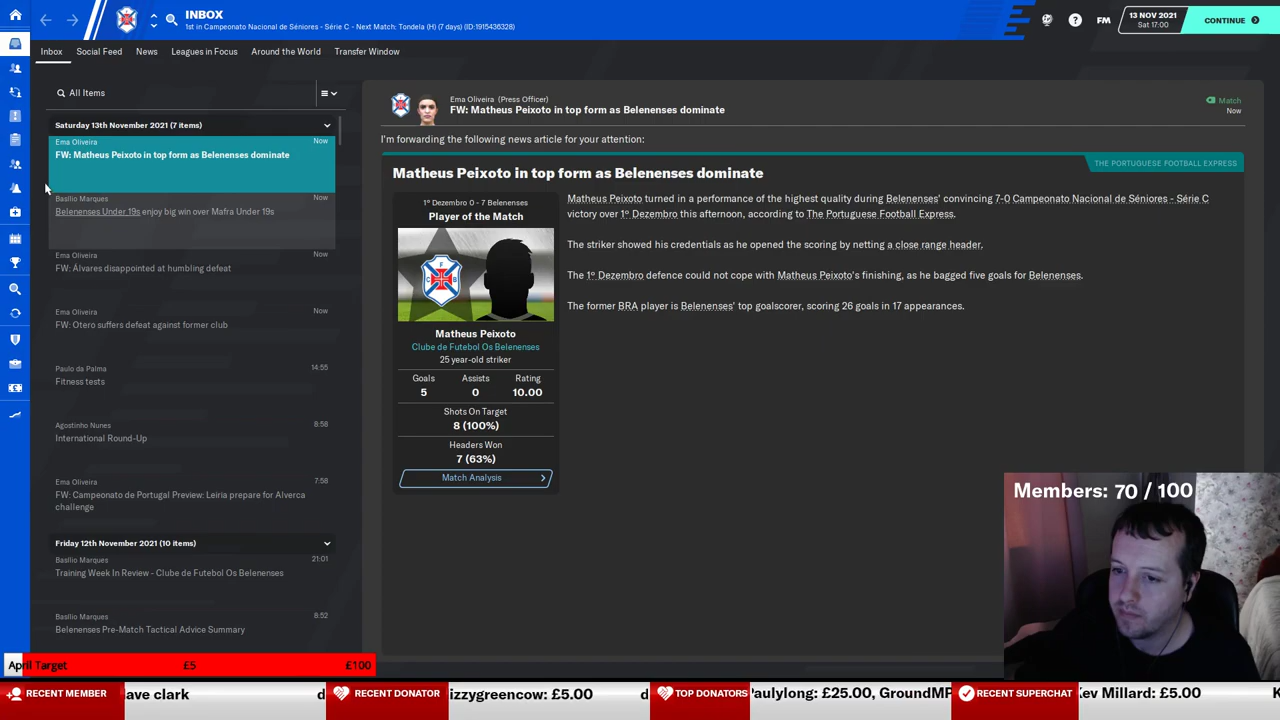 INBOX
1st in Campeonato Nacional de Séniores - Série C - Next Match: Tondela (H) (7 days) (ID:1915436328)
FM
13 NOV 2021
Sat 17:00
CONTINUE
Inbox
Social Feed
News
Leagues in Focus
Around the World
Transfer Window
All Items
Saturday 13th November 2021 (7 items)
Ema Oliveira
Now
FW: Matheus Peixoto in top form as Belenenses dominate
Basílio Marques
Now
Belenenses Under 19s enjoy big win over Mafra Under 19s
Ema Oliveira
Now
FW: Álvares disappointed at humbling defeat
Ema Oliveira
Now
FW: Otero suffers defeat against former club
Paulo da Palma
14:55
Fitness tests
Agostinho Nunes
8:58
International Round-Up
Ema Oliveira
7:58
FW: Campeonato de Portugal Preview: Leiria prepare for Alverca
challenge
Friday 12th November 2021 (10 items)
Basílio Marques
21:01
Training Week In Review - Clube de Futebol Os Belenenses
Basílio Marques
8:52
Belenenses Pre-Match Tactical Advice Summary
Ema Oliveira (Press Officer)
FW: Matheus Peixoto in top form as Belenenses dominate
Match
Now
I'm forwarding the following news article for your attention:
THE PORTUGUESE FOOTBALL EXPRESS
Matheus Peixoto in top form as Belenenses dominate
1º Dezembro 0 - 7 Belenenses
Player of the Match
Matheus Peixoto
Clube de Futebol Os Belenenses
25 year-old striker
Goals
Assists
Rating
5
0
10.00
Shots On Target
8 (100%)
Headers Won
7 (63%)
Match Analysis
Matheus Peixoto turned in a performance of the highest quality during Belenenses' convincing 7-0 Campeonato Nacional de Séniores - Série C
victory over 1º Dezembro this afternoon, according to The Portuguese Football Express.
The striker showed his credentials as he opened the scoring by netting a close range header.
The 1º Dezembro defence could not cope with Matheus Peixoto's finishing, as he bagged five goals for Belenenses.
The former BRA player is Belenenses' top goalscorer, scoring 26 goals in 17 appearances.
Members: 70 / 100
April Target
£5
£100
RECENT MEMBER
ave clark
d
RECENT DONATOR
izzygreencow: £5.00
TOP DONATORS
Paulylong: £25.00, GroundMP
RECENT SUPERCHAT
Kev Millard: £5.00